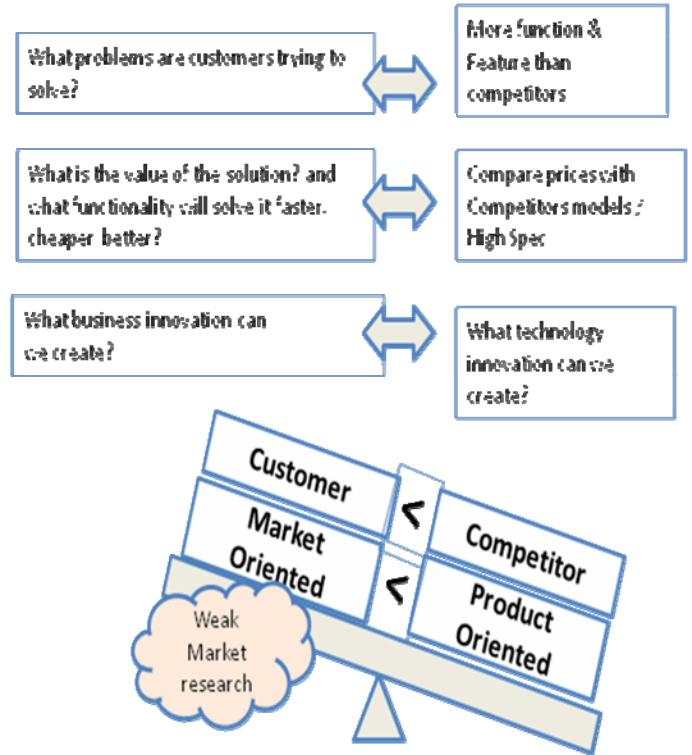 What problems are customers trying to
solve?
More function &
Feature than
competitors
What is the value of the solution? and
what functionality will solve it faster.
cheaper better?
Compare prices with
Competitors models /
High Spec
What business innovation can
we create?
What technology
innovation can we
create?
Customer
<
Competitor
Market
Oriented
<
Product
Oriented
Weak
Market
research